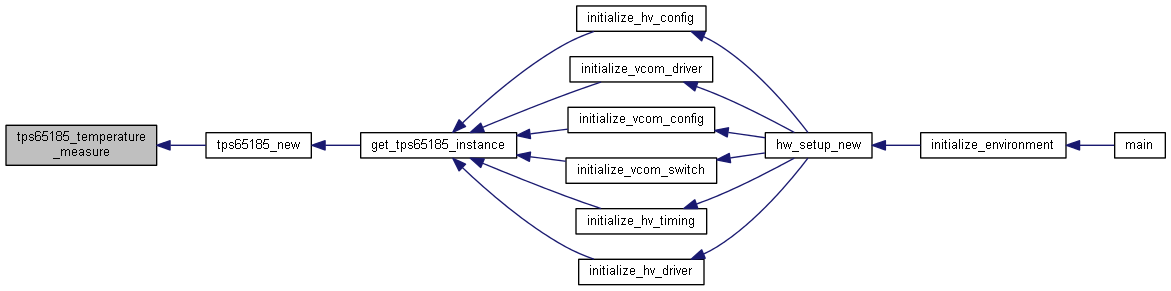 tps65185_temperature
_measure
tps65185_new
get_tps65185_instance
initialize_hv_config
initialize_vcom_driver
initialize_vcom_config
initialize_vcom_switch
initialize_hv_timing
initialize_hv_driver
hw_setup_new
initialize_environment
main